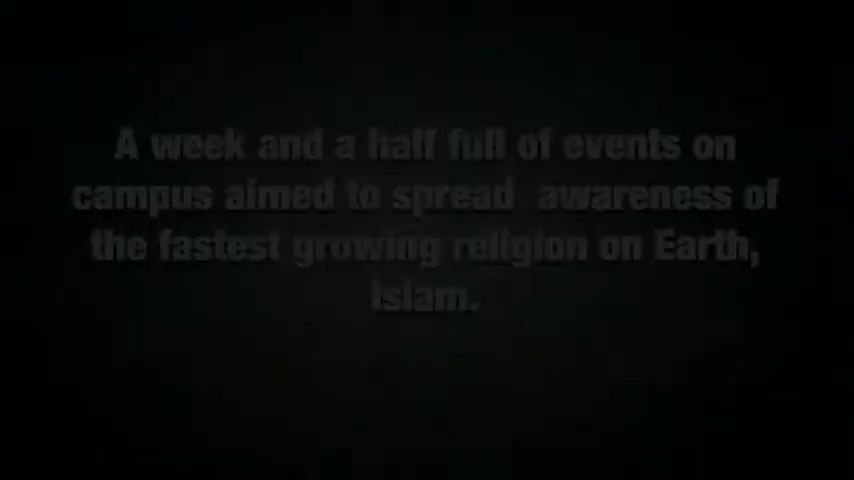 A week and a half full of events on
campus aimed to spread awareness of
the fastest growing religion on Earth,
Islam.